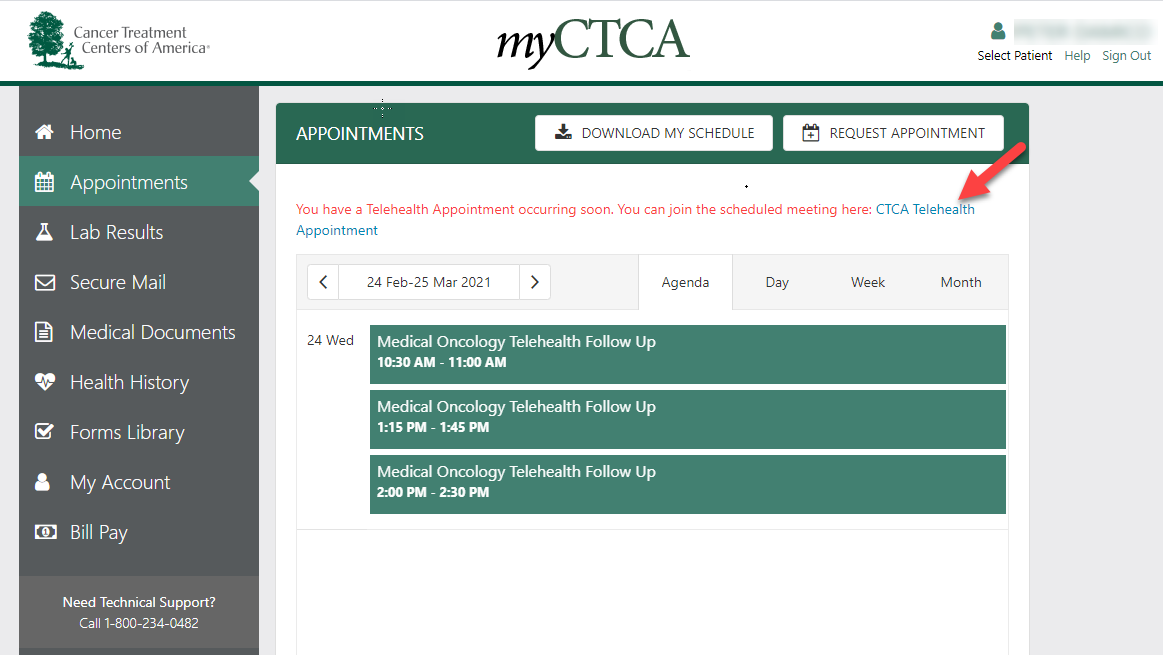 Cancer Treatment
Centers of America®
myCTCA
Select Patient Help Sign Out
Home
Appointments
Lab Results
Secure Mail
Medical Documents
Health History
Forms Library
My Account
Bill Pay
Need Technical Support?
Call 1-800-234-0482
APPOINTMENTS
DOWNLOAD MY SCHEDULE
REQUEST APPOINTMENT
You have a Telehealth Appointment occurring soon. You can join the scheduled meeting here: CTCA Telehealth
Appointment
24 Feb-25 Mar 2021
Agenda
Day
Week
Month
24 Wed
Medical Oncology Telehealth Follow Up
10:30 AM - 11:00 AM
Medical Oncology Telehealth Follow Up
1:15 PM - 1:45 PM
Medical Oncology Telehealth Follow Up
2:00 PM - 2:30 PM